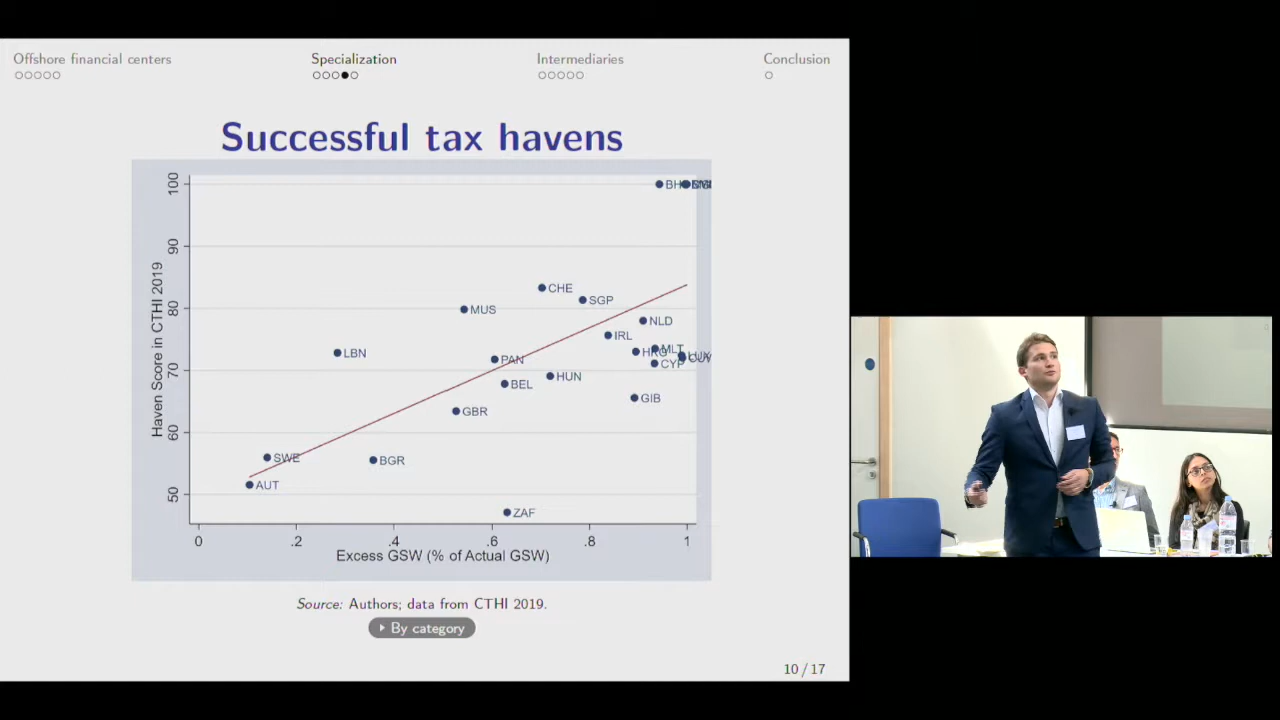 Offshore financial centers
Specialization
Intermediaries
Conclusion
Successful tax havens
Haven Score in CTHI 2019
100
90
80
70
60
50
CHE
SGP
MUS
NLD
IRL
LBN
MLT
HRG
LUX
PAN
CYP
HUN
BEL
GIB
GBR
SWE
BGR
AUT
ZAF
0
.2
.4
.6
.8
1
Excess GSW (% of Actual GSW)
Source: Authors; data from CTHI 2019.
By category
10 / 17